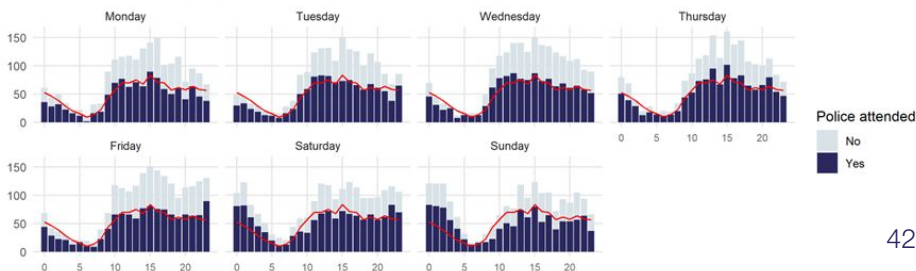 Monday Tuesday Wednesday Thursday
150
100
50
0
0 5 10 15 20
Friday Saturday Sunday
150
100
50
0
0 5 10 15 20 0 5 10 15 20 0 5 10 15 20
Police attended
No
Yes
42